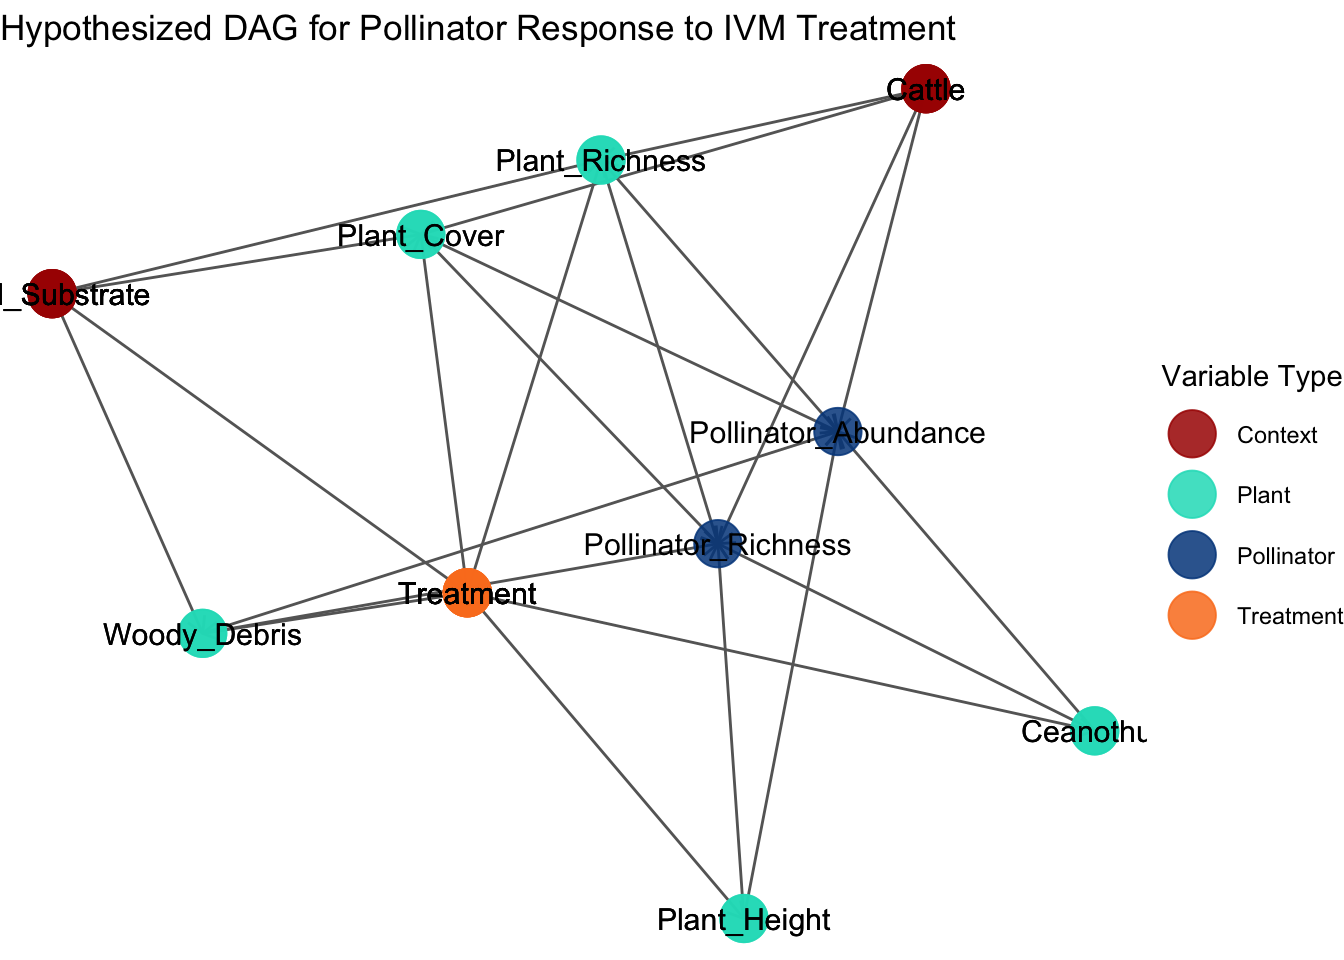 Hypothesized DAG for Pollinator Response to IVM Treatment
Cattle
Plant_Richness
Plant_Cover
l_Substrate
Variable Type
Context
Plant
Pollinator
Treatment
Pollinator_Abundance
Pollinator_Richness
Treatment
Woody_Debris
Ceanothu
Plant_Height